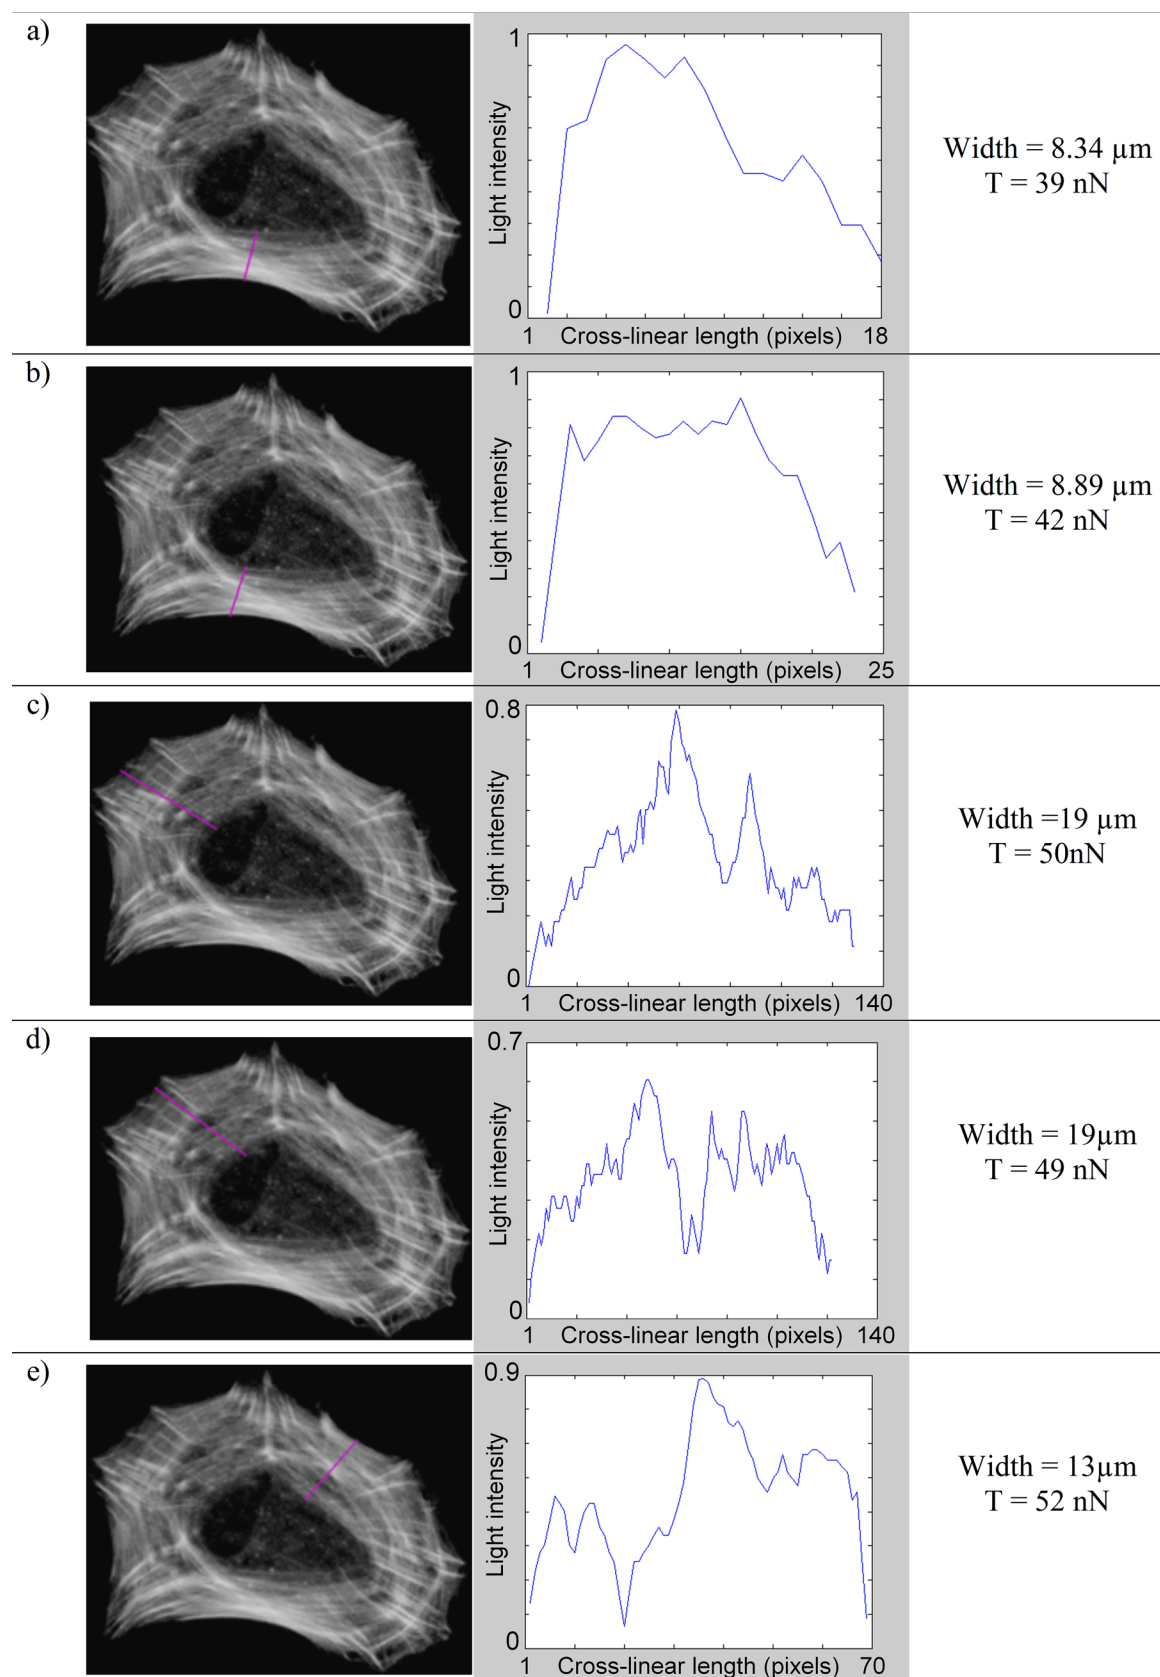 a)
1
Light intensity
0
1 Cross-linear length (pixels) 18
Width = 8.34 µm
T = 39 nN
b)
1
Light intensity
0
1 Cross-linear length (pixels) 25
Width = 8.89 µm
T = 42 nN
c)
0.8
Light intensity
0
1 Cross-linear length (pixels) 140
Width =19 µm
T = 50nN
d)
0.7
Light intensity
0
1 Cross-linear length (pixels) 140
Width = 19µm
T = 49 nN
e)
0.9
Light intensity
0
1 Cross-linear length (pixels) 70
Width = 13µm
T = 52 nN